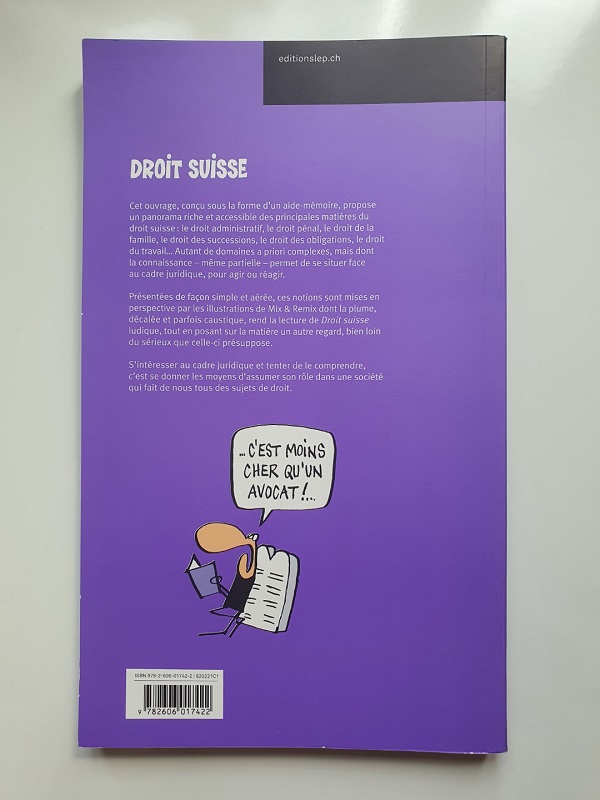 editionslep.ch
DROIT SUISSE
Cet ouvrage, conçu sous la forme d'un aide-mémoire, propose
un panorama riche et accessible des principales matières du
droit suisse : le droit administratif, le droit pénal, le droit de la
famille, le droit des successions, le droit des obligations, le droit
du travail… Autant de domaines a priori complexes, mais dont
la connaissance – même partielle – permet de se situer face
au cadre juridique, pour agir ou réagir.
Présentées de façon simple et aérée, ces notions sont mises en
perspective par les illustrations de Mix & Remix dont la plume,
décalée et parfois caustique, rend la lecture de Droit suisse
ludique, tout en posant sur la matière un autre regard, bien loin
du sérieux que celle-ci présuppose.
S'intéresser au cadre juridique et tenter de le comprendre,
c'est se donner les moyens d'assumer son rôle dans une société
qui fait de nous tous des sujets de droit.
...C'EST MOINS
CHER QU'UN
AVOCAT !...
ISBN 978-2-606-01742-2 | 920221C1
9 782606 017422